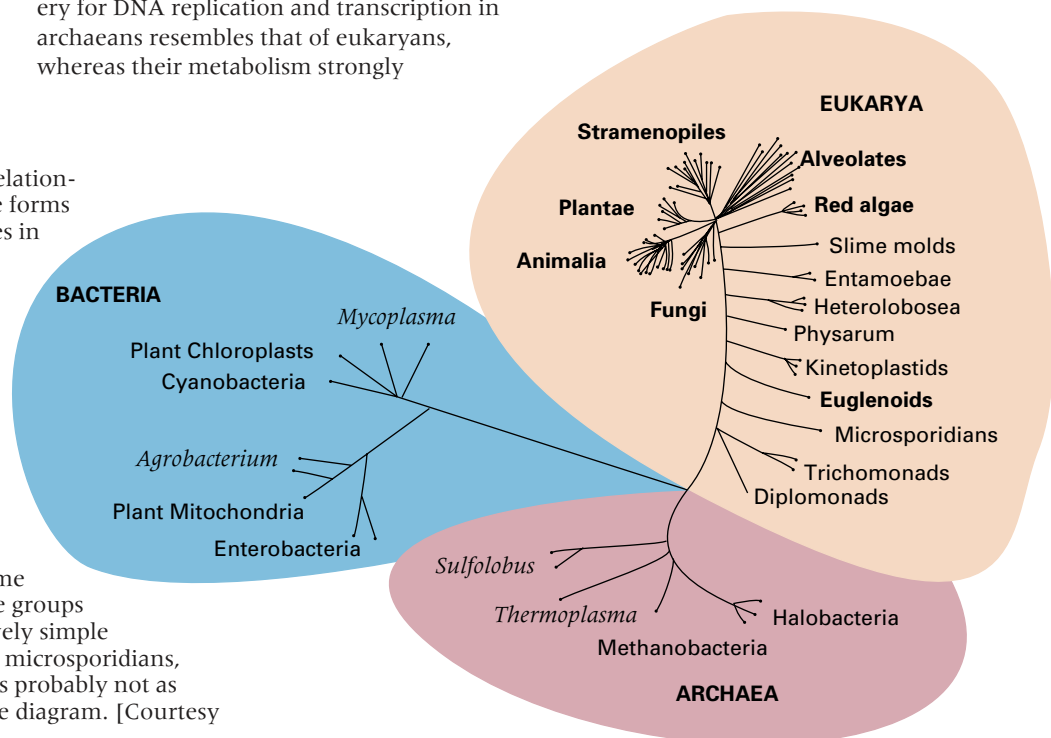 ery for DNA replication and transcription in
archaeans resembles that of eukaryans,
whereas their metabolism strongly
forms
es in
BACTERIA
Mycoplasma
Plant Chloroplasts
Cyanobacteria
Agrobacterium
Plant Mitochondria
Enterobacteria
EUKARYA
Stramenopiles
Alveolates
Plantae
Red algae
Slime molds
Animalia
Entamoebae
Heterolobosea
Fungi
Physarum
Kinetoplastids
Euglenoids
Microsporidians
Trichomonads
Diplomonads
Sulfolobus
Thermoplasma
Halobacteria
Methanobacteria
ARCHAEA
groups
vely simple
microsporidians,
s probably not as
e diagram. [Courtesy